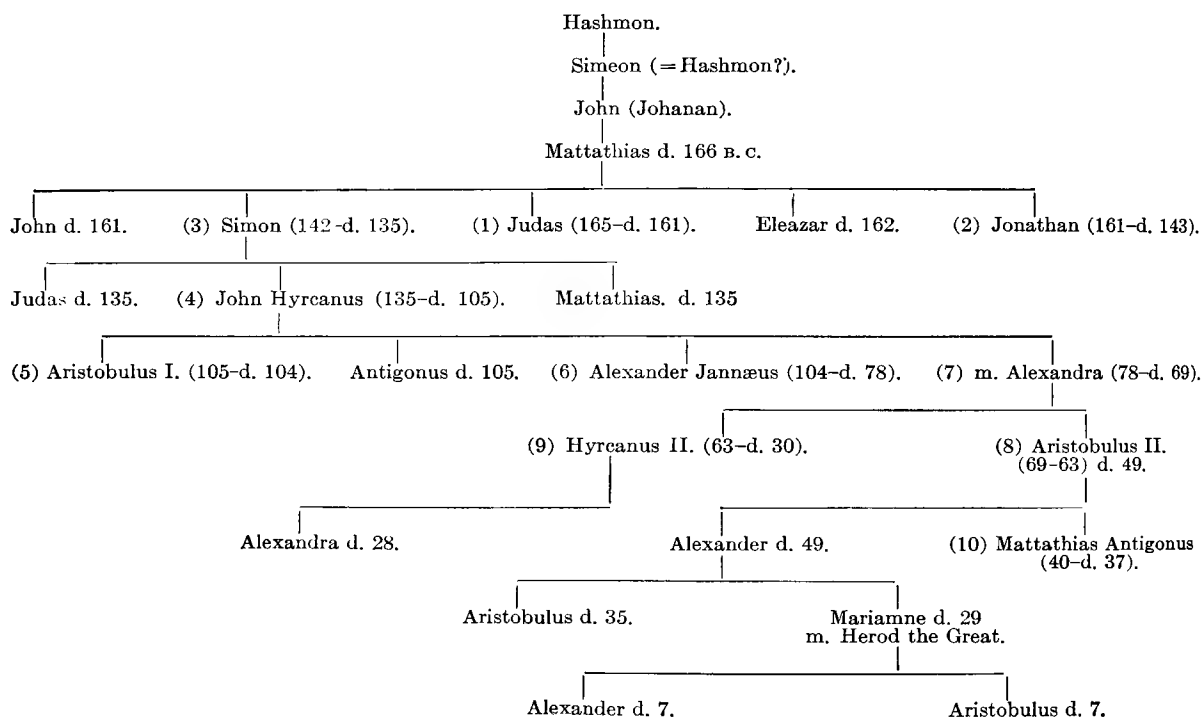 Hashmon.
Simeon (=Hashmon?).
John (Johanan).
Mattathias d. 166 B. C.
John d. 161. (3) Simon (142-d. 135). (1) Judas (165-d. 161). Eleazar d. 162. (2) Jonathan (161-d. 143).
Judas d. 135. (4) John Hyrcanus (135-d. 105). Mattathias. d. 135
(5) Aristobulus I. (105-d. 104). Antigonus d. 105. (6) Alexander Jannæus (104-d. 78). (7) m. Alexandra (78-d. 69).
(9) Hyrcanus II. (63-d. 30). (8) Aristobulus II.
(69-63) d. 49.
Alexandra d. 28. Alexander d. 49. (10) Mattathias Antigonus
(40-d. 37).
Aristobulus d. 35. Mariamne d. 29
m. Herod the Great.
Alexander d. 7. Aristobulus d. 7.